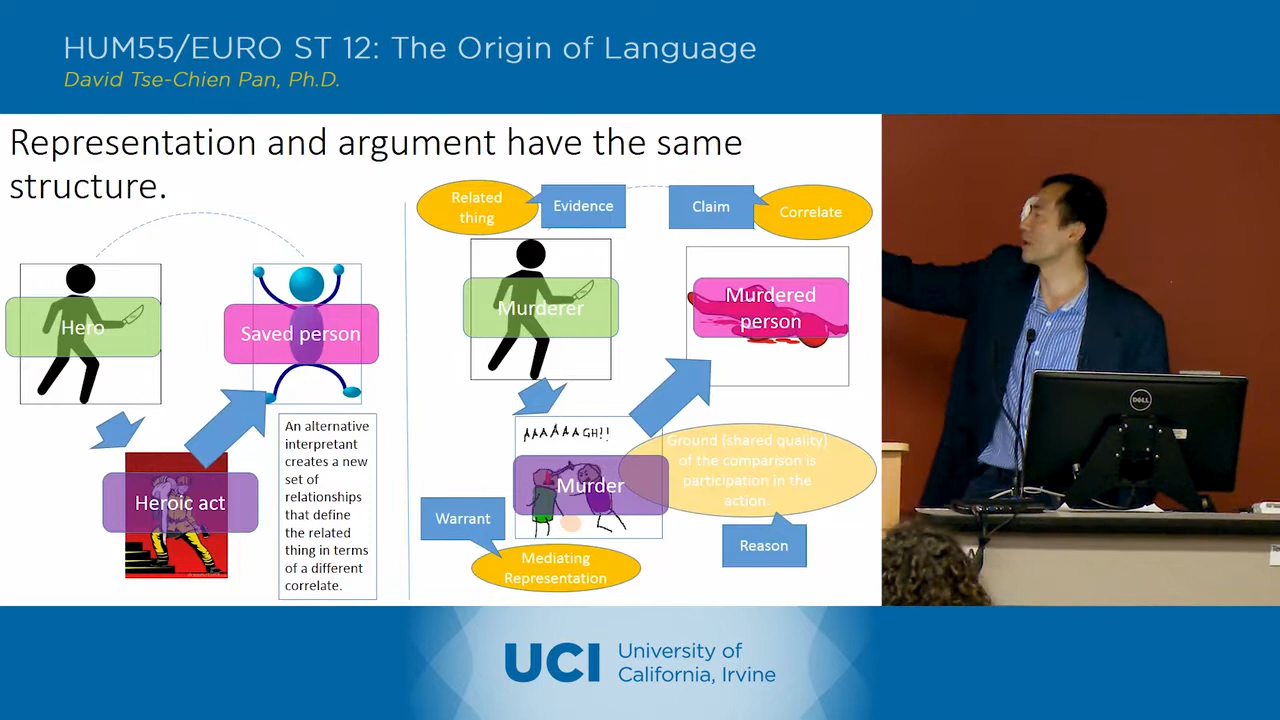 HUM55/EURO ST 12: The Origin of Language
David Tse-Chien Pan, Ph.D.
Representation and argument have the same
structure.
Hero
Saved person
Heroic act
An alternative
interpretant
creates a new
set of
relationships
that define
the related
thing in terms
of a different
correlate.
Related
thing
Evidence
Claim
Correlate
Murderer
Murdered
person
AAAAAAGH!!
Murder
Ground (shared quality)
of the comparison is
participation in the
action.
Warrant
Mediating
Representation
Reason
DELL
UCI
University of
California, Irvine